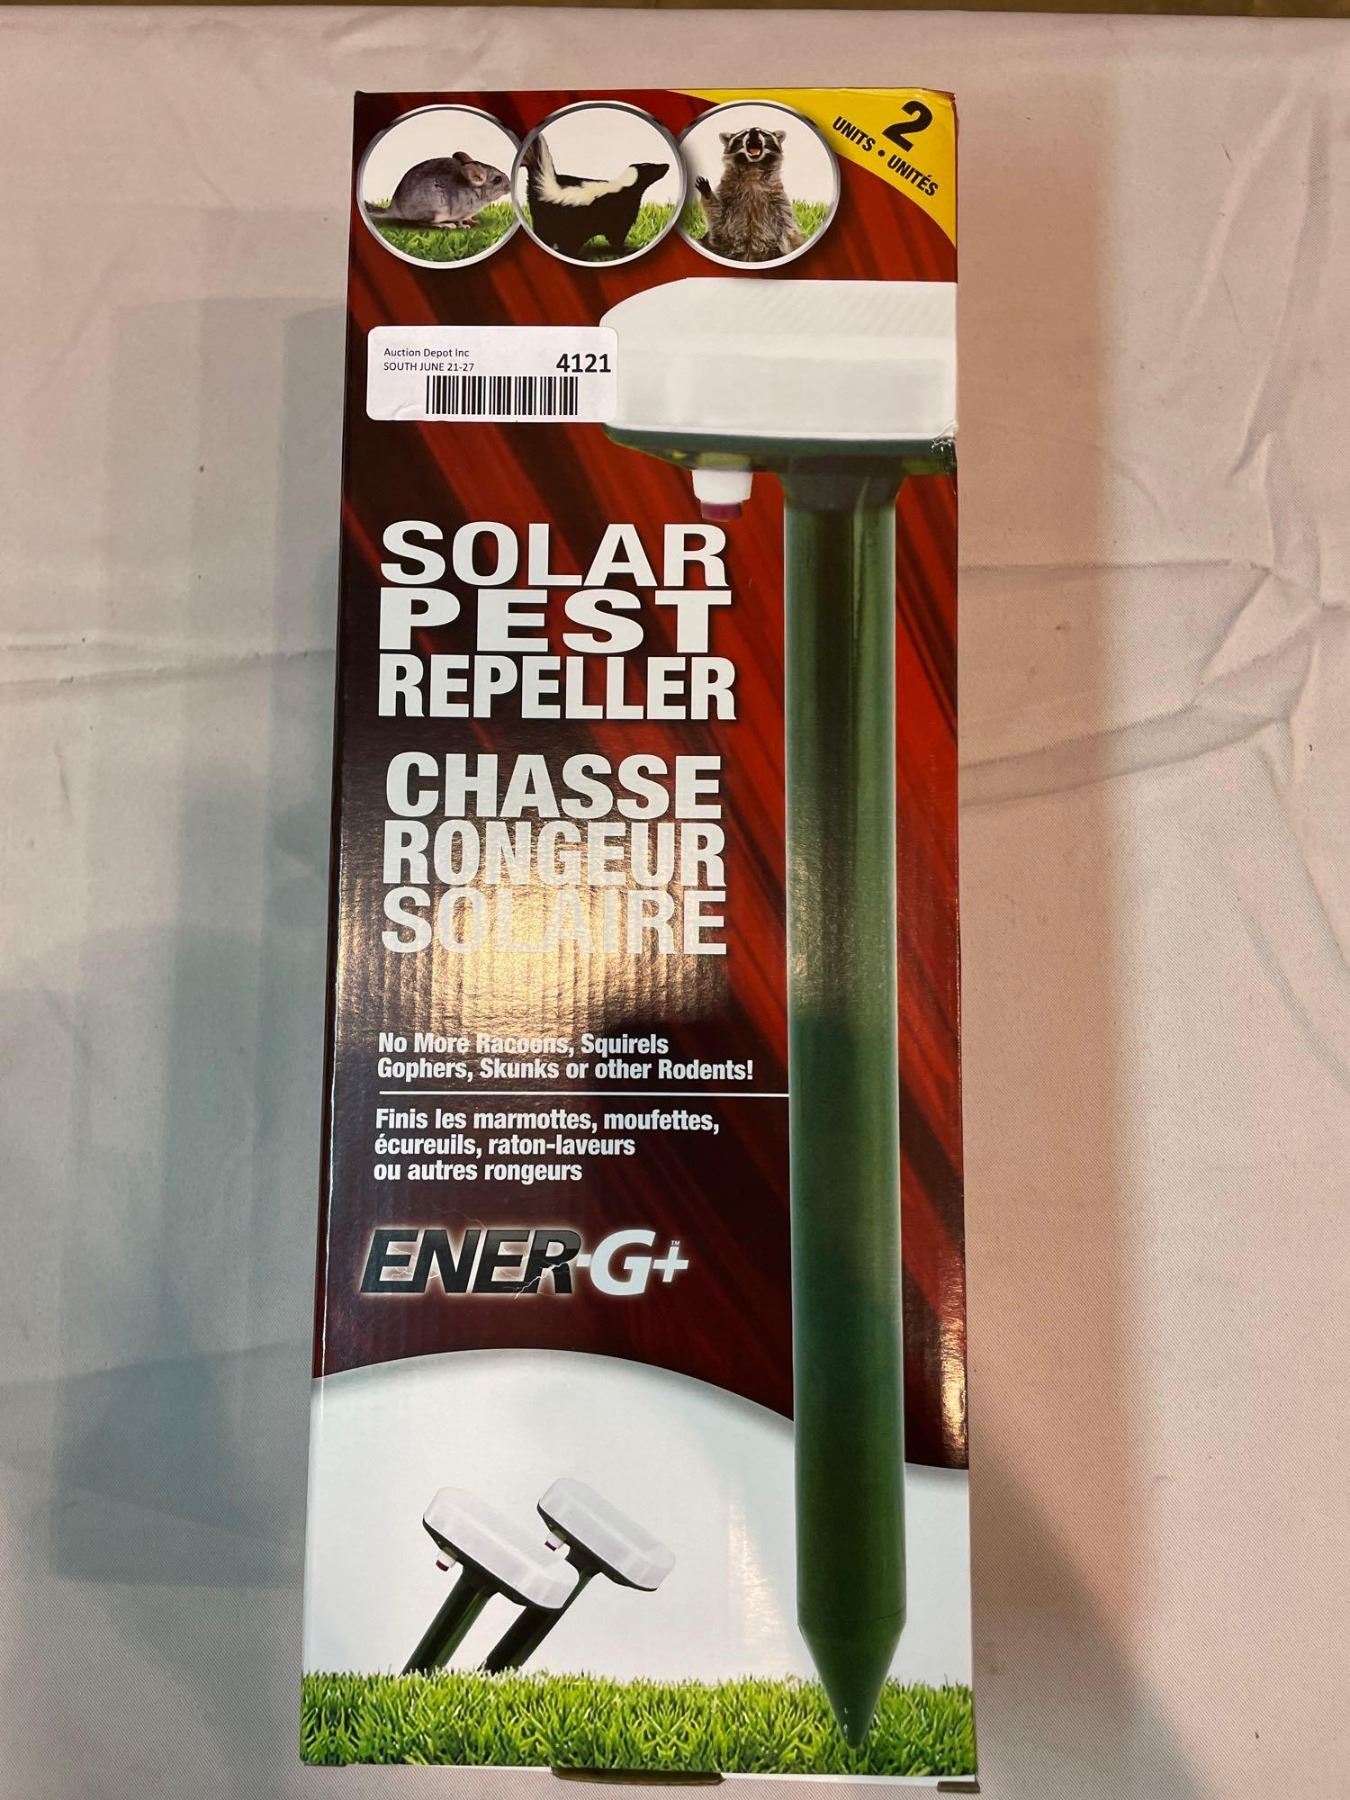 2
UNITS • UNITÉS
Auction Depot Inc
SOUTH JUNE 21-27
4121
SOLAR
PEST
REPELLER
CHASSE
RONGEUR
SOLAIRE
No More Racoons, Squirels
Gophers, Skunks or other Rodents!
Finis les marmottes, moufettes,
écureuils, raton-laveurs
ou autres rongeurs
ENER-G+™